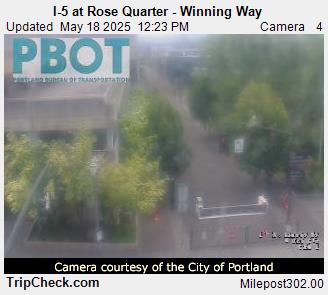 I-5 at Rose Quarter - Winning Way
Updated May 18 2025 12:23 PM Camera 4
PBOT
PORTLAND BUREAU OF TRANSPORTATION
Camera courtesy of the City of Portland
TripCheck.com Milepost302.00